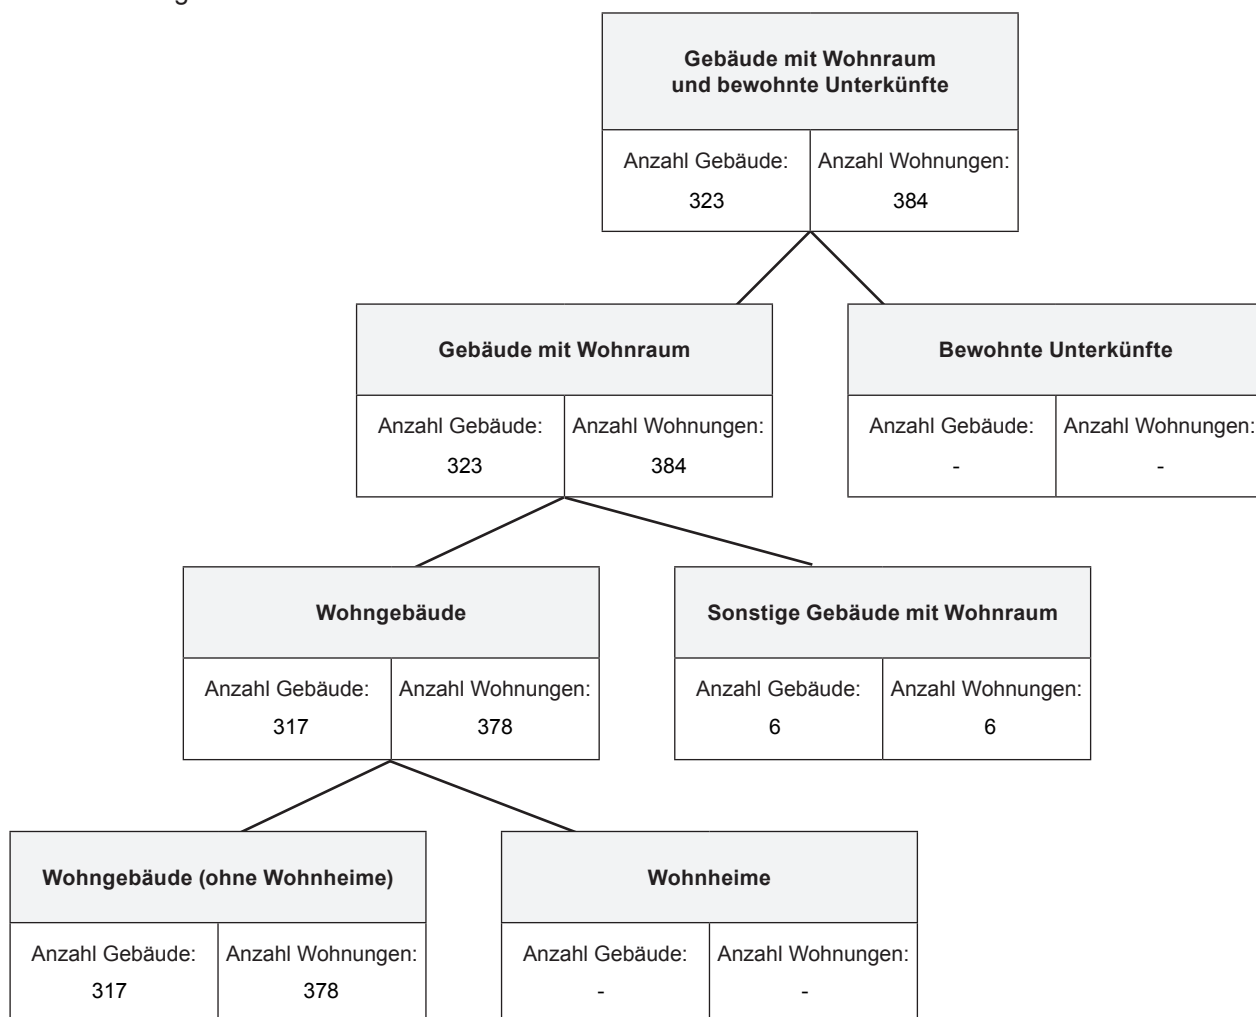 Gebäude mit Wohnraum
und bewohnte Unterkünfte
Anzahl Gebäude: Anzahl Wohnungen:
323 384
Gebäude mit Wohnraum
Bewohnte Unterkünfte
Anzahl Gebäude: Anzahl Wohnungen:
323 384
Anzahl Gebäude: Anzahl Wohnungen:
- -
Wohngebäude
Sonstige Gebäude mit Wohnraum
Anzahl Gebäude: Anzahl Wohnungen:
317 378
Anzahl Gebäude: Anzahl Wohnungen:
6 6
Wohngebäude (ohne Wohnheime)
Wohnheime
Anzahl Gebäude: Anzahl Wohnungen:
317 378
Anzahl Gebäude: Anzahl Wohnungen:
- -